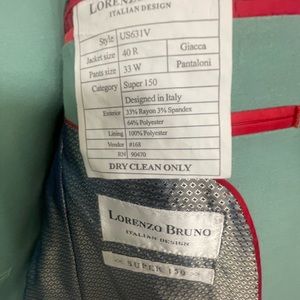 LORENZO
ITALIAN DESIGN
Style US631V
Jacket size 40 R Giacca
Pants size 33 W Pantaloni
Category Super 150
Designed in Italy
Exterior 33% Rayon 3% Spandex
64% Polyester
Lining 100% Polyester
Vendor #168
RN 90470
DRY CLEAN ONLY
LORENZO BRUNO
ITALIAN DESIGN
SUPER 150